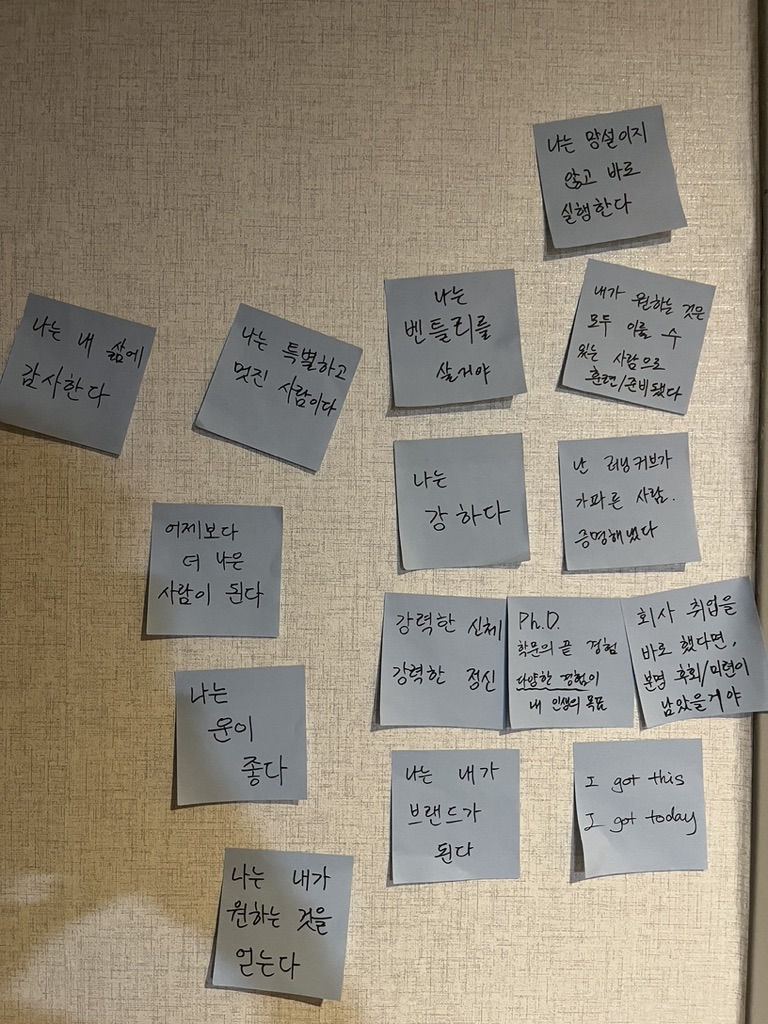 나는 망설이지
않고 바로
실행한다
나는 내 삶에
감사한다
나는 특별하고
멋진 사람이다
나는
벤틀리를
살거야
내가 원하는 것은
모두 이룰 수
있는 사람으로
훈련/준비됐다
나는
강하다
난 러닝커브가
가파른 사람.
증명해냈다
어제보다
더 나은
사람이 된다
강력한 신체
강력한 정신
Ph.D.
학문의 끝 경험
다양한 경험이
내 인생의 목표
회사 취업을
바로 했다면,
분명 후회/미련이
남았을거야
나는
운이
좋다
나는 내가
브랜드가
된다
I got this
I got today
나는 내가
원하는 것을
얻는다